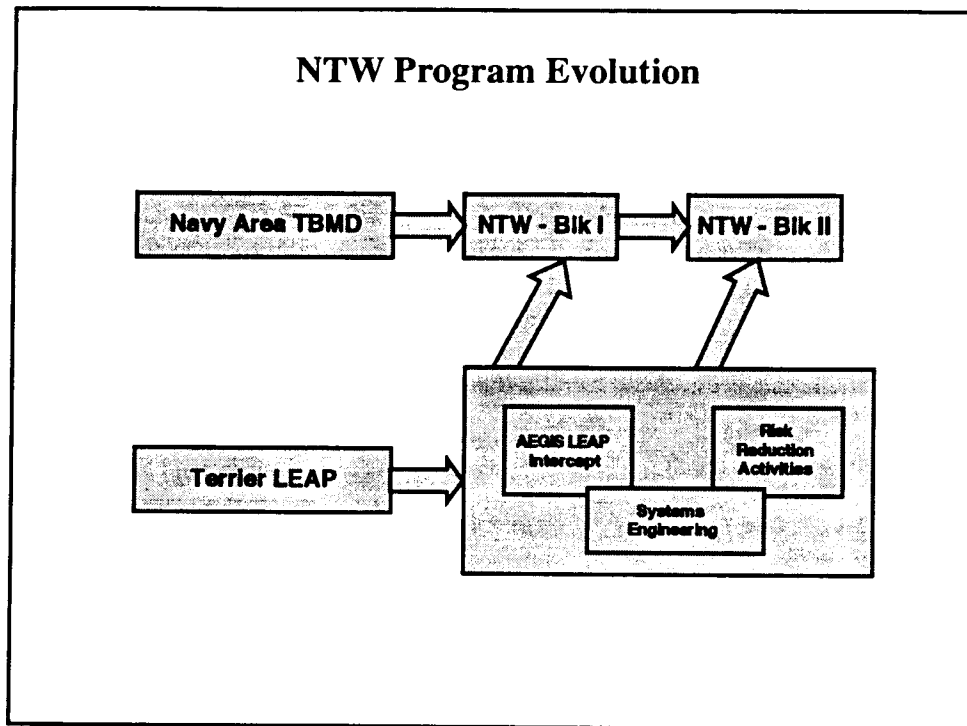 NTW Program Evolution
Navy Area TBMD
NTW - Blk I
NTW - Blk II
Terrier LEAP
AEGIS LEAP
Intercept
Risk
Reduction
Activities
Systems
Engineering